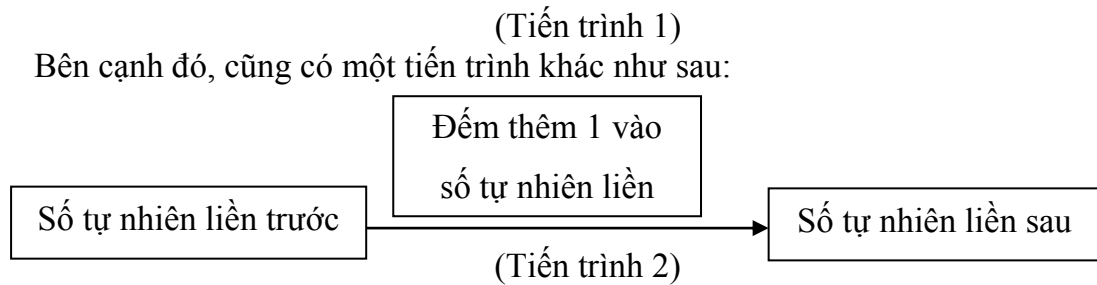 (Tiến trình 1)
Bên cạnh đó, cũng có một tiến trình khác như sau:
Đếm thêm 1 vào
số tự nhiên liền
Số tự nhiên liền trước
Số tự nhiên liền sau
(Tiến trình 2)